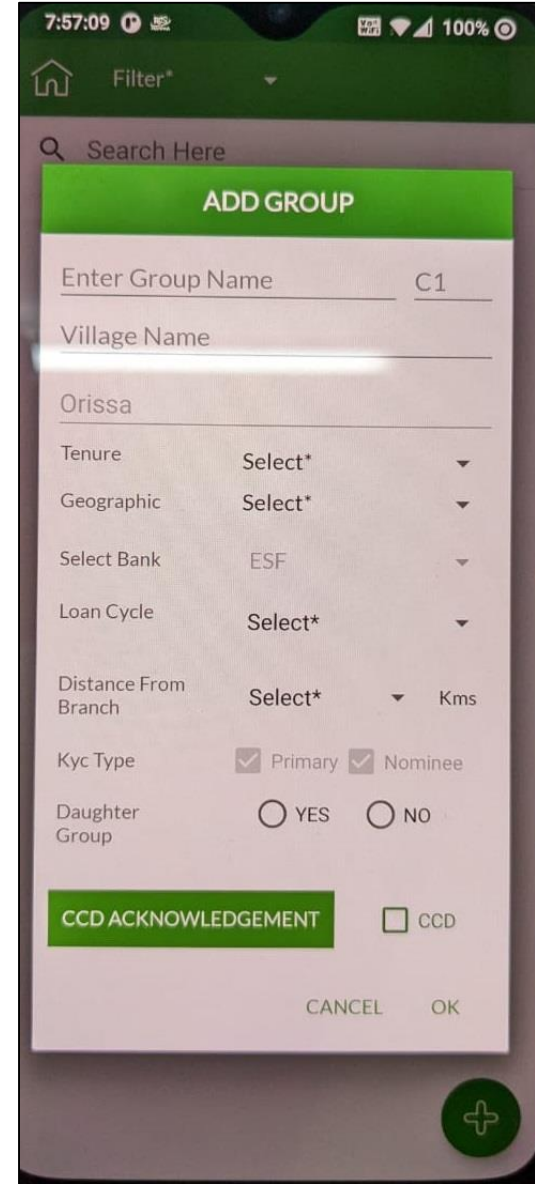 7:57:09 100%
Filter*
Search Here
ADD GROUP
Enter Group Name C1
Village Name
Orissa
Tenure Select*
Geographic Select*
Select Bank ESF
Loan Cycle Select*
Distance From Branch Select* Kms
Kyc Type Primary Nominee
Daughter Group YES NO
CCD ACKNOWLEDGEMENT CCD
CANCEL OK